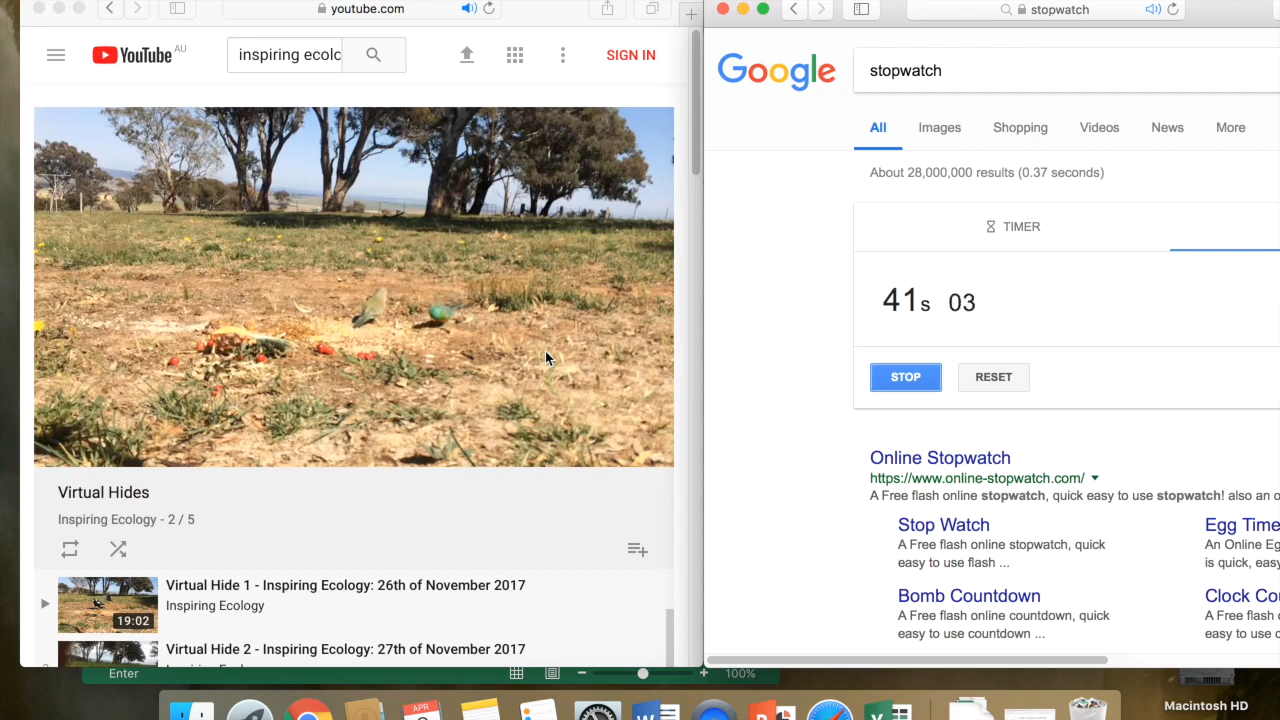 youtube.com
YouTube AU
inspiring ecolo
SIGN IN
Virtual Hides
Inspiring Ecology - 2 / 5
Virtual Hide 1 - Inspiring Ecology: 26th of November 2017
Inspiring Ecology
19:02
Virtual Hide 2 - Inspiring Ecology: 27th of November 2017
stopwatch
Google
stopwatch
All Images Shopping Videos News More
About 28,000,000 results (0.37 seconds)
TIMER
41s 03
STOP RESET
Online Stopwatch
https://www.online-stopwatch.com/
A Free flash online stopwatch, quick easy to use stopwatch! also an o
Stop Watch
A Free flash online stopwatch, quick
easy to use flash ...
Egg Time
An Online Eg
is quick, easy
Bomb Countdown
A Free flash online countdown, quick
easy to use countdown ...
Clock Co
A Free flash
easy to use
Enter
100%
APR
Macintosh HD